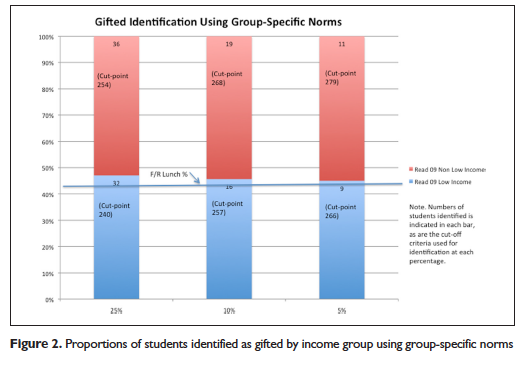 Gifted Identification Using Group-Specific Norms
100%
90%
80%
70%
60%
50%
40%
30%
20%
10%
0%
36
(Cut-point
254)
19
(Cut-point
268)
11
(Cut-point
279)
F/R Lunch %
32
(Cut-point
240)
16
(Cut-point
257)
9
(Cut-point
266)
25%
10%
5%
Read 09 Non Low Income
Read 09 Low Income
Note. Numbers of
students identified is
indicated in each bar,
as are the cut-off
criteria used for
identification at each
percentage.
Figure 2. Proportions of students identified as gifted by income group using group-specific norms